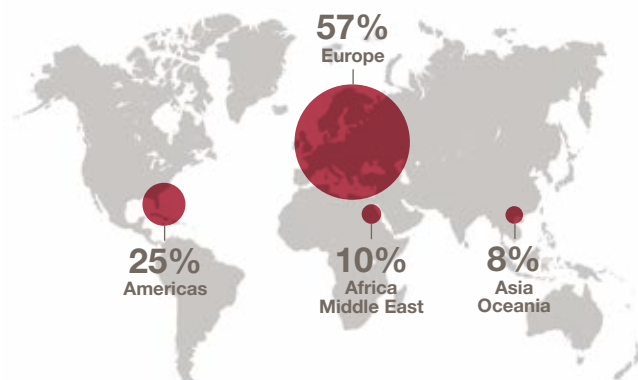 57%
Europe
25%
Americas
10%
Africa
Middle East
8%
Asia
Oceania